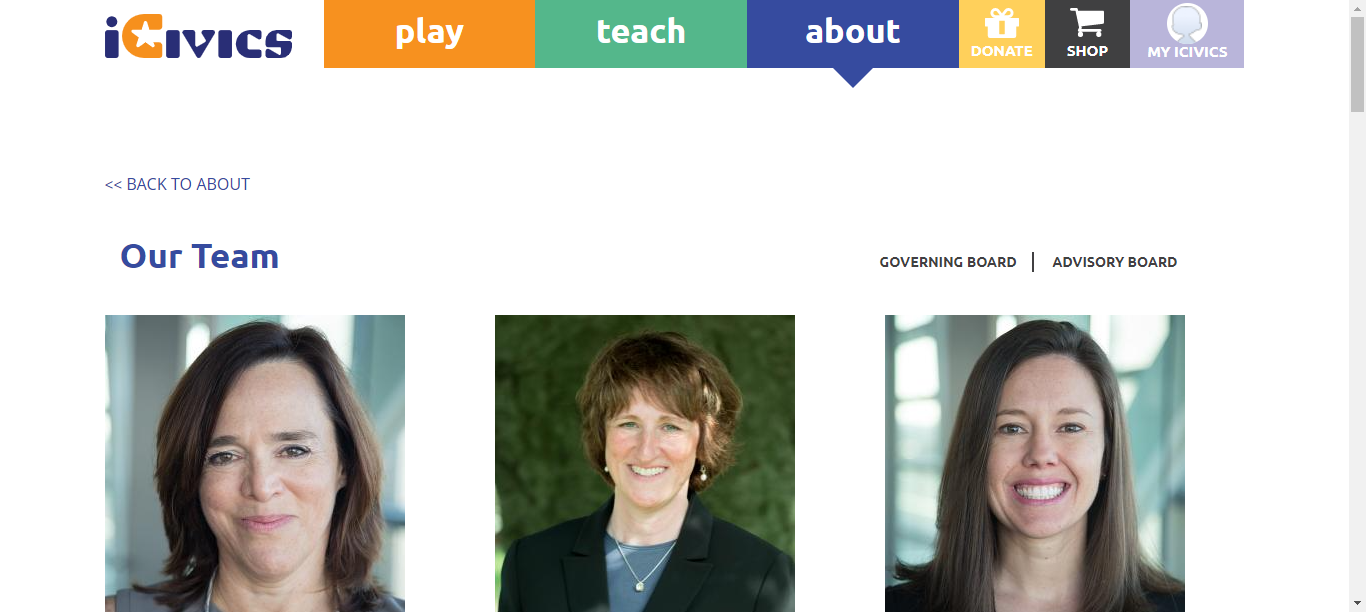 iCivics
play
teach
about
DONATE
SHOP
MY ICIVICS
<< BACK TO ABOUT
Our Team
GOVERNING BOARD
ADVISORY BOARD